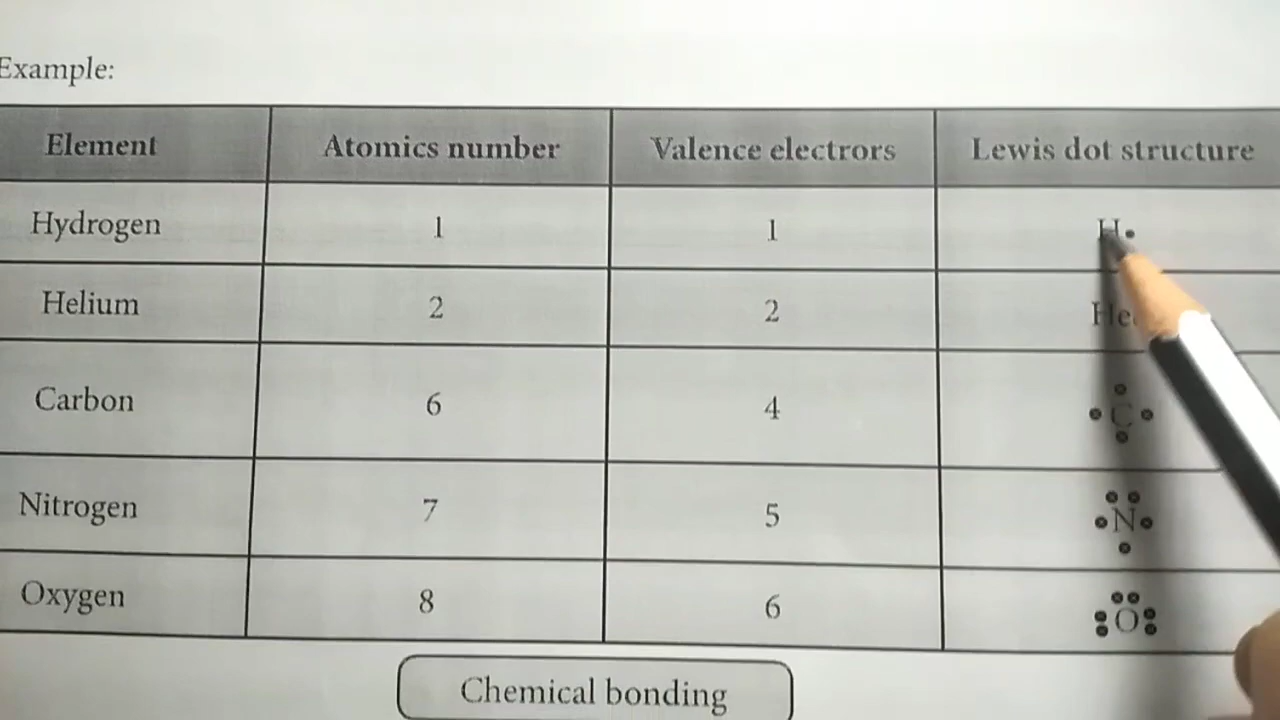 Example:
Element Atomics number Valence electrors Lewis dot structure
Hydrogen 1 1 H
Helium 2 2 He
Carbon 6 4 C
Nitrogen 7 5 N
Oxygen 8 6 O
Chemical bonding